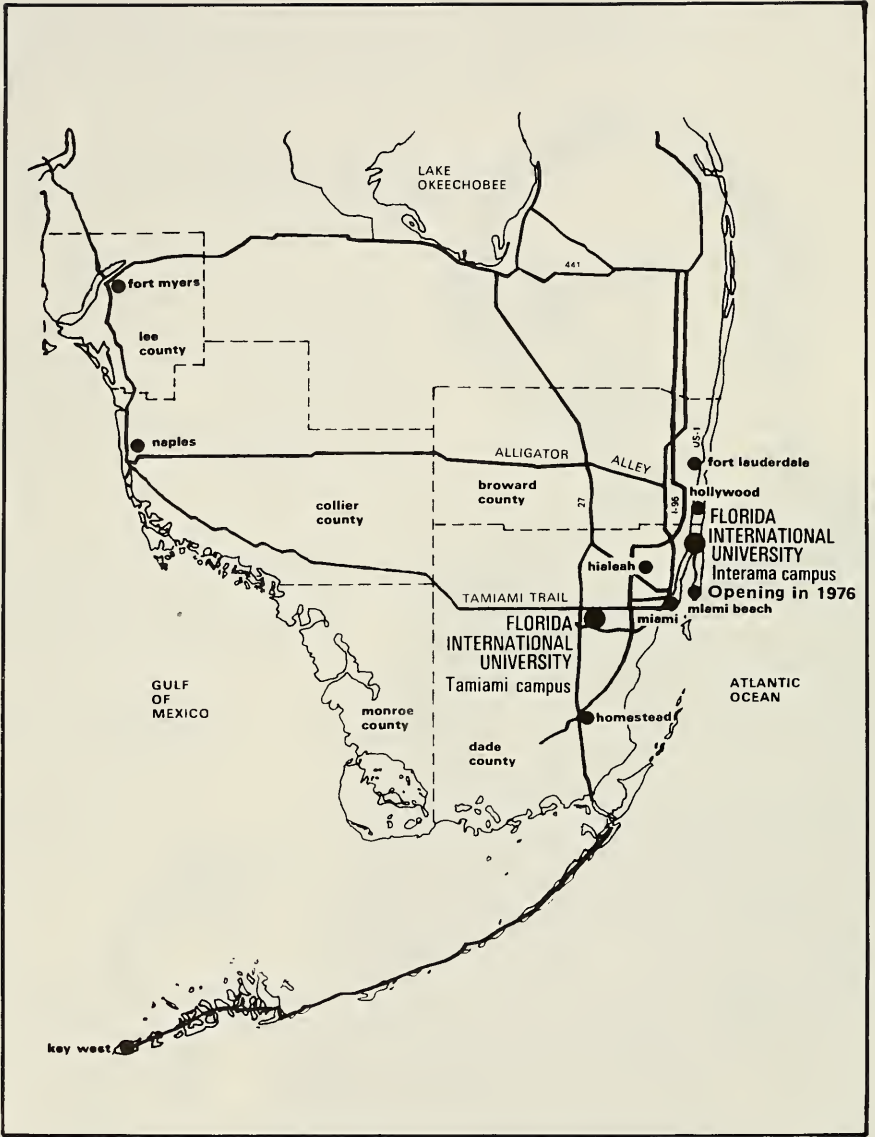 LAKE
OKEECHOBEE
441
fort myers
lee
county
US-1
naples
ALLIGATOR
ALLEY
fort lauderdale
broward
county
hollywood
collier
county
27
I-95
FLORIDA
INTERNATIONAL
UNIVERSITY
Interama campus
Opening in 1976
hialeah
miami beach
TAMIAMI TRAIL
miami
FLORIDA
INTERNATIONAL
UNIVERSITY
Tamiami campus
GULF
OF
MEXICO
ATLANTIC
OCEAN
monroe
county
homestead
dade
county
key west